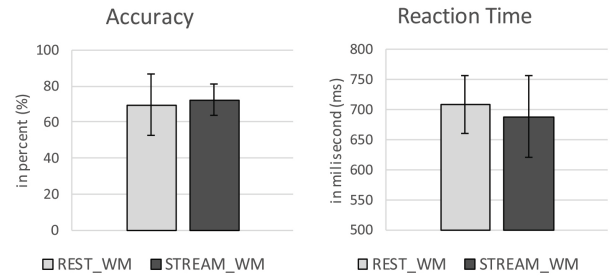 Accuracy
in percent (%)
100
80
60
40
20
0
REST_WM STREAM_WM
Reaction Time
in milisecond (ms)
800
750
700
650
600
550
500
REST_WM STREAM_WM